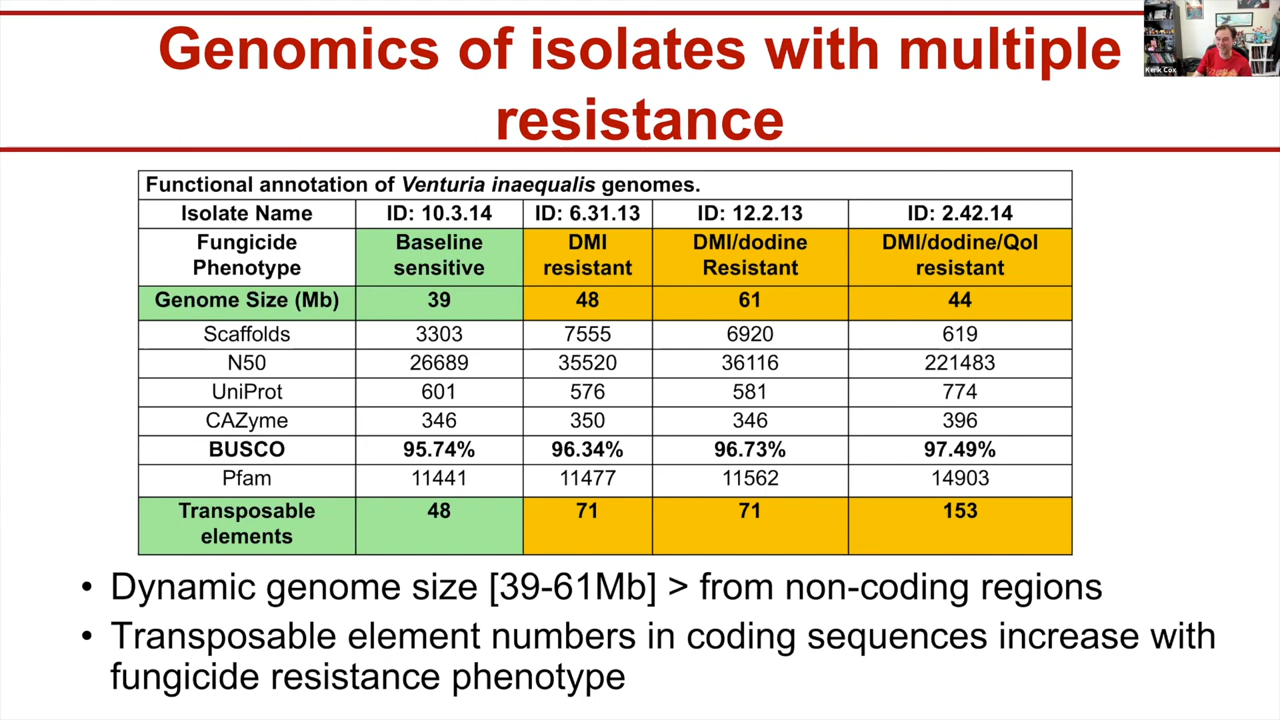 Genomics of isolates with multiple
resistance
Kerik Cox
Functional annotation of Venturia inaequalis genomes.
Isolate Name ID: 10.3.14 ID: 6.31.13 ID: 12.2.13 ID: 2.42.14
Fungicide Phenotype Baseline sensitive DMI resistant DMI/dodine Resistant DMI/dodine/QoI resistant
Genome Size (Mb) 39 48 61 44
Scaffolds 3303 7555 6920 619
N50 26689 35520 36116 221483
UniProt 601 576 581 774
CAZyme 346 350 346 396
BUSCO 95.74% 96.34% 96.73% 97.49%
Pfam 11441 11477 11562 14903
Transposable elements 48 71 71 153
• Dynamic genome size [39-61Mb] > from non-coding regions
• Transposable element numbers in coding sequences increase with
fungicide resistance phenotype